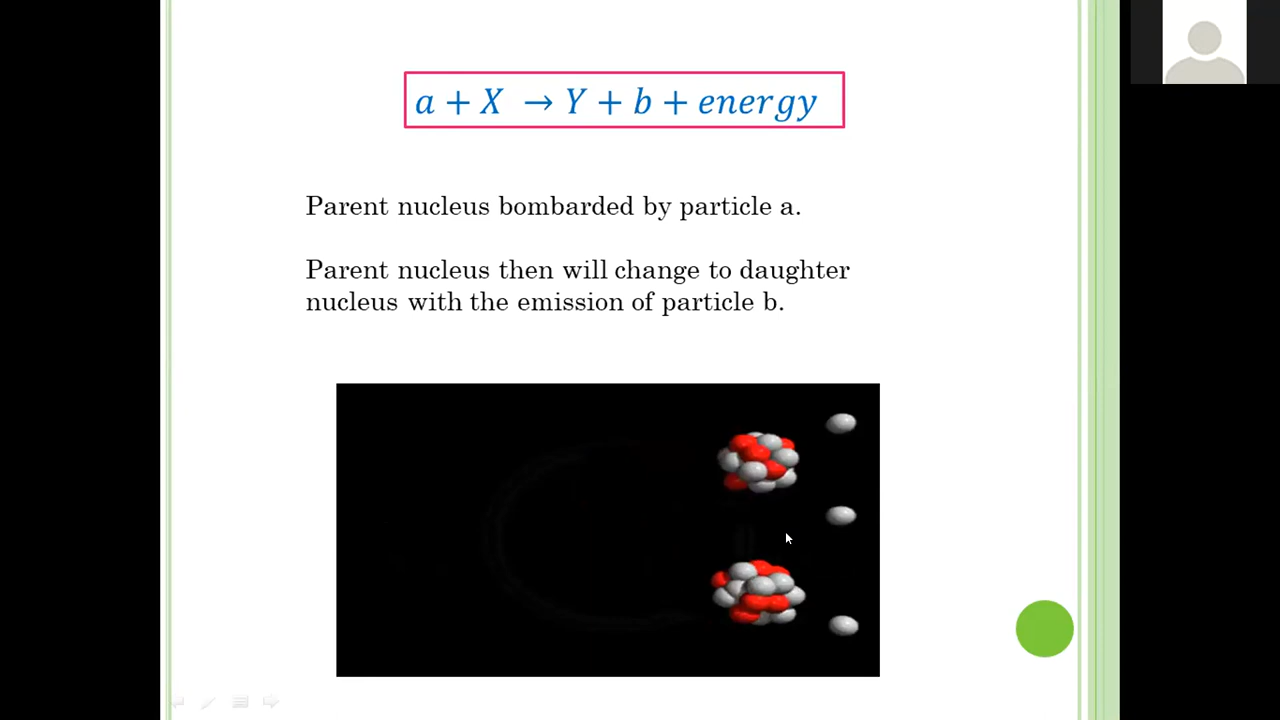 a + X → Y + b + energy
Parent nucleus bombarded by particle a.
Parent nucleus then will change to daughter
nucleus with the emission of particle b.